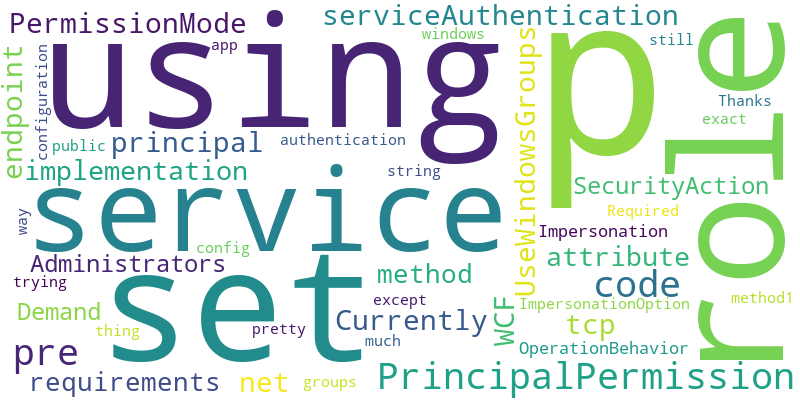 PermissionMode
serviceAuthentication
app
windows
still
using
p
role
endpoint
configuration
public
principal
authentication
Thanks
exact
implementation
string
UseWindowsGroups
SecurityAction
service
way
Required
Impersonation
config
Administrators
attribute
trying
set
method
code
except
ImpersonationOption
method1
Demand
thing
pretty
Currently
WCF
tcp
pre
much
OperationBehavior
requirements
net
groups
PrincipalPermission